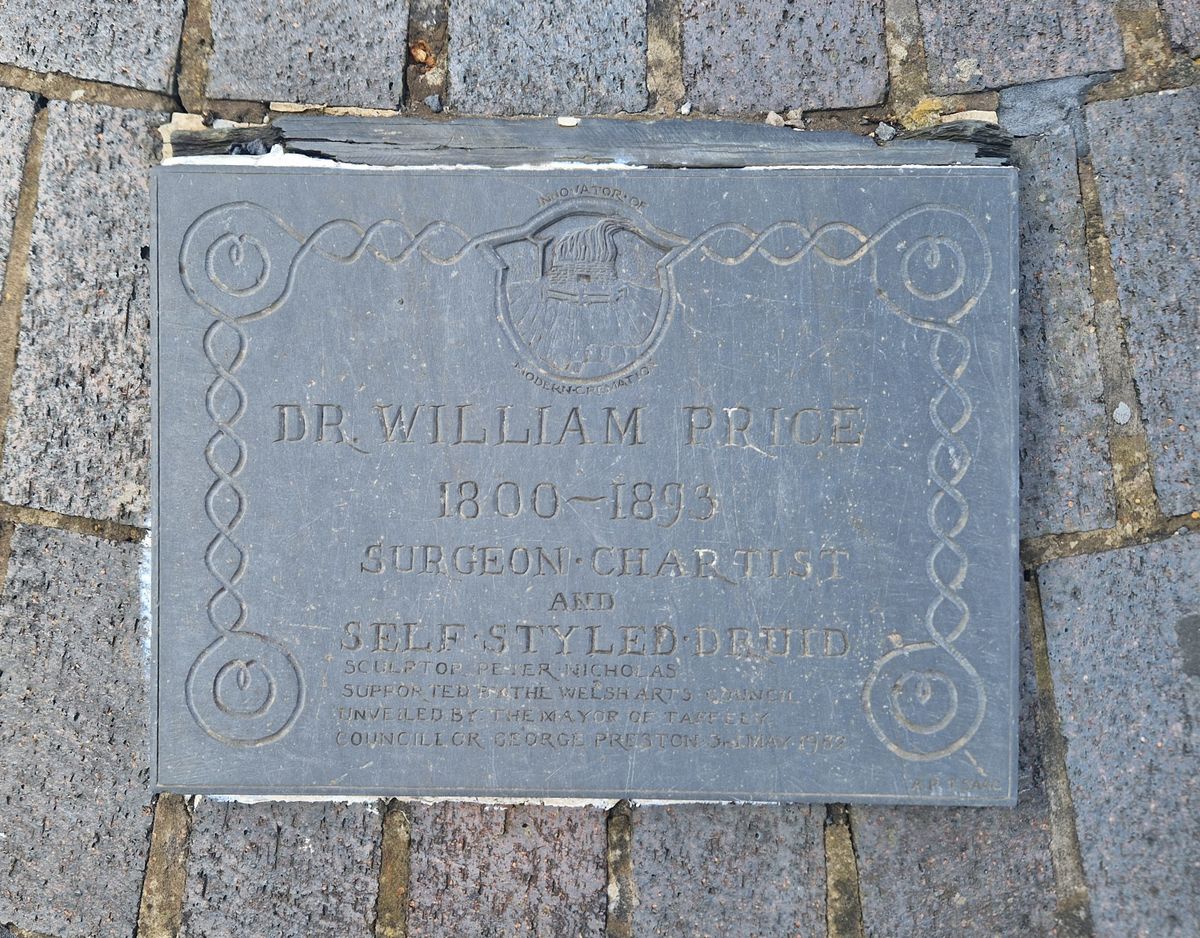 INNOVATOR·OF
MODERN·CREMATION
DR. WILLIAM PRICE
1800~1893
SURGEON·CHARTIST
AND
SELF·STYLED·DRUID
SCULPTOR PETER NICHOLAS
SUPPORTED BY THE WELSH ARTS COUNCIL
UNVEILED BY THE MAYOR OF TAFF ELY
COUNCILLOR GEORGE PRESTON 3rd MAY 1982